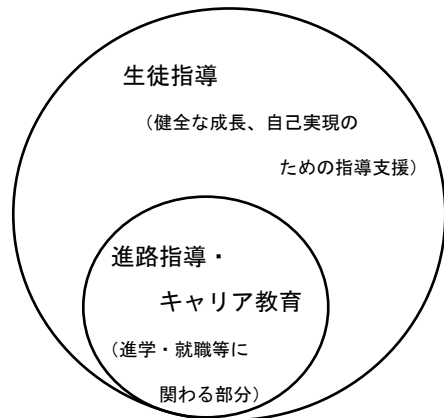 生徒指導
（健全な成長、自己実現の
ための指導支援）
進路指導・
キャリア教育
（進学・就職等に
関わる部分）